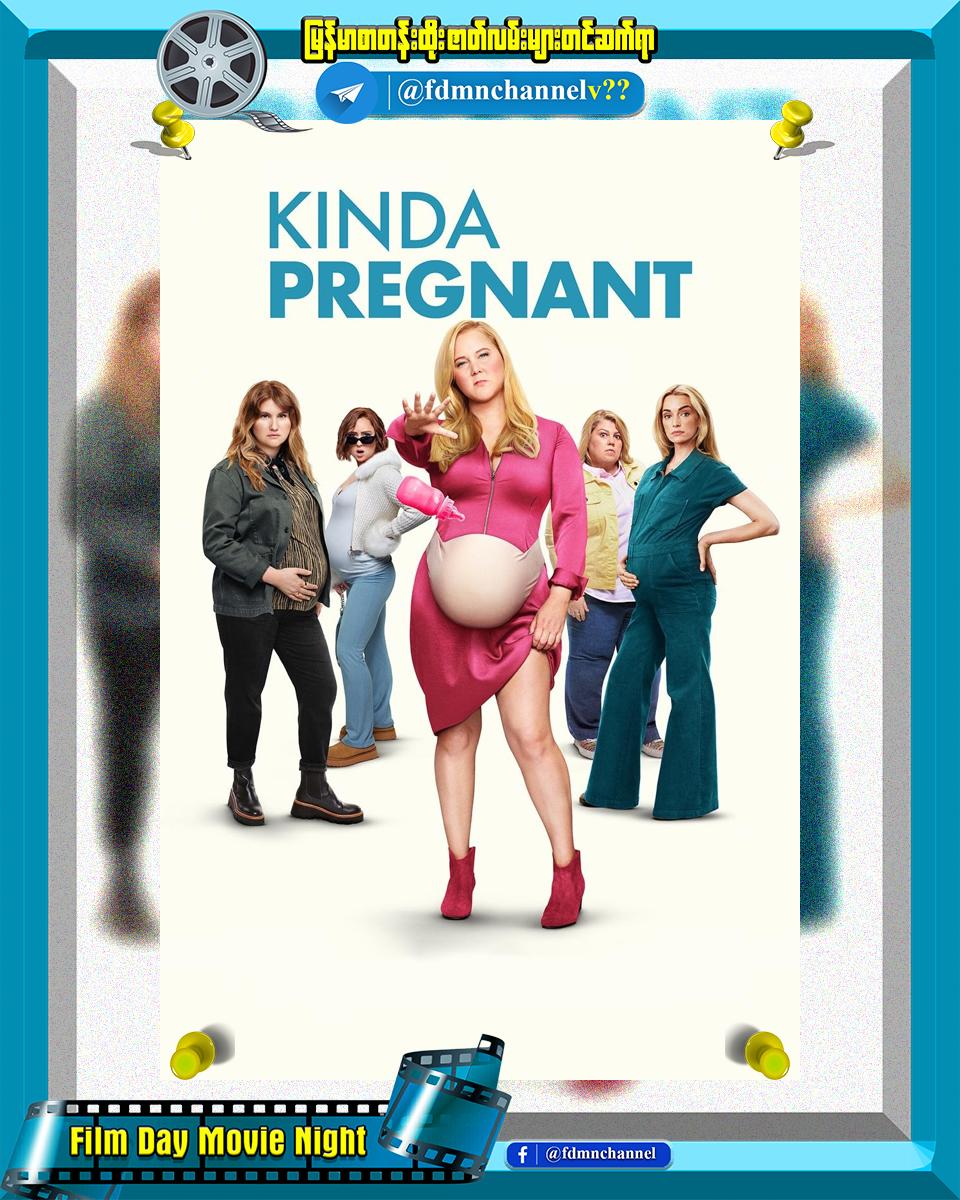 မြန်မာစာတန်းထိုးဇာတ်လမ်းများတင်ဆက်ရာ
@fdmnchannelv??
KINDA
PREGNANT
Film Day Movie Night
f @fdmnchannel